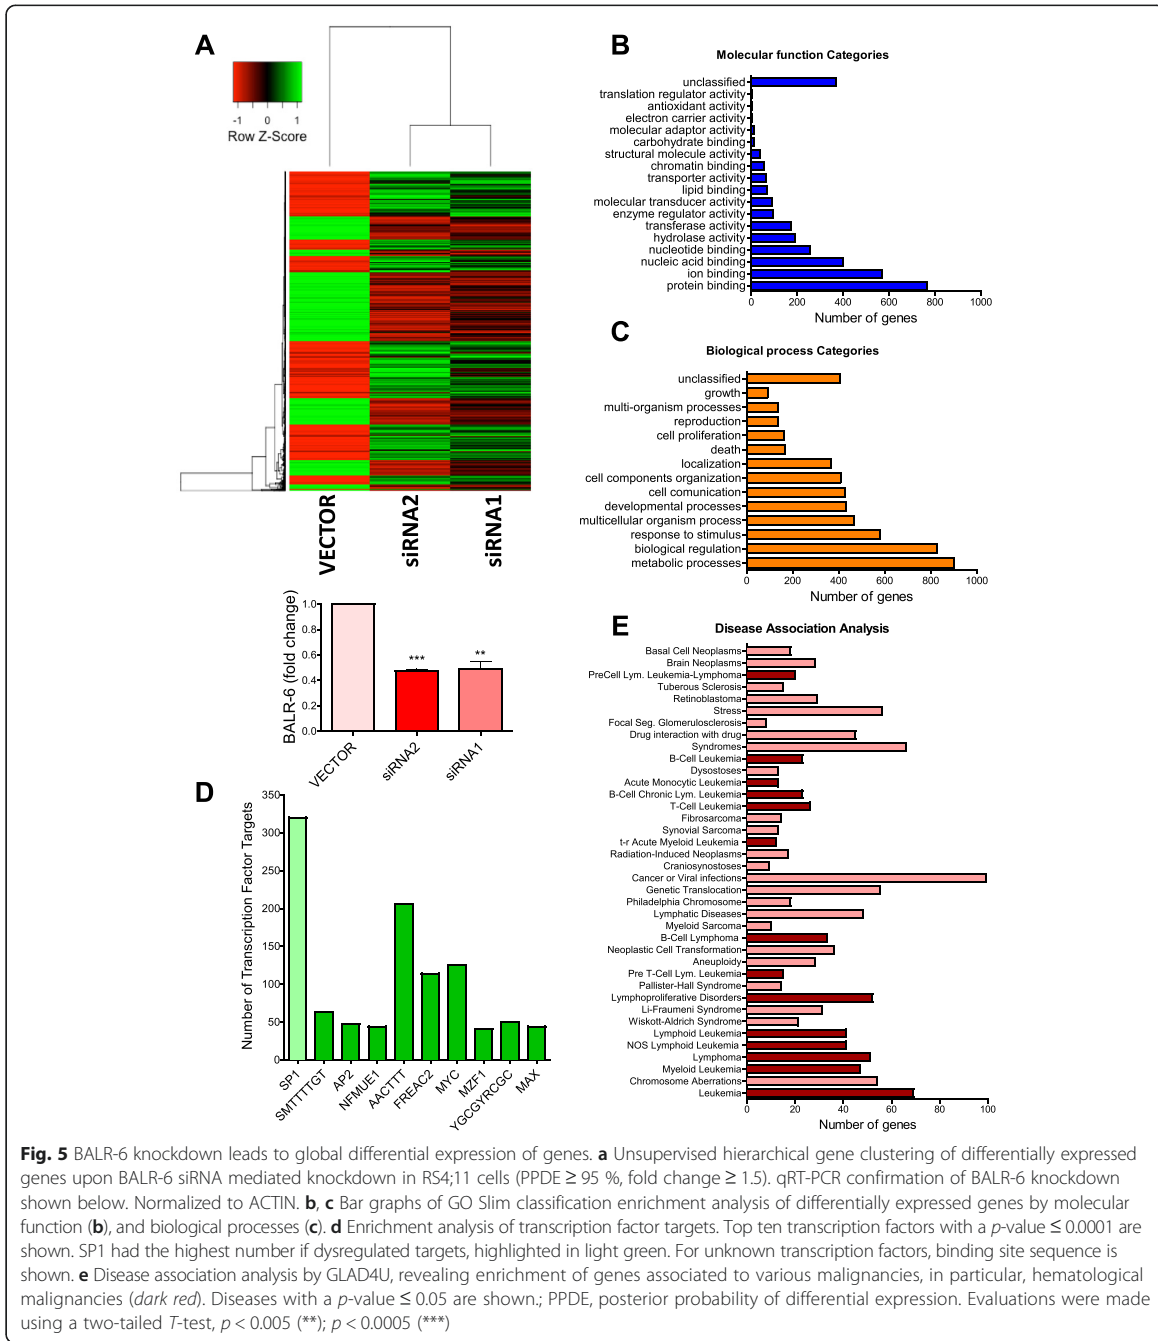 A
-1 0 1
Row Z-Score
VECTOR
siRNA2
siRNA1
BALR-6 (fold change)
1.0
0.8
0.6
0.4
0.2
0.0
***
**
VECTOR
siRNA2
siRNA1
B
Molecular function Categories
unclassified
translation regulator activity
antioxidant activity
electron carrier activity
molecular adaptor activity
carbohydrate binding
structural molecule activity
chromatin binding
transporter activity
lipid binding
molecular transducer activity
enzyme regulator activity
transferase activity
hydrolase activity
nucleotide binding
nucleic acid binding
ion binding
protein binding
0 200 400 600 800 1000
Number of genes
C
Biological process Categories
unclassified
growth
multi-organism processes
reproduction
cell proliferation
death
localization
cell components organization
cell comunication
developmental processes
multicellular organism process
response to stimulus
biological regulation
metabolic processes
0 200 400 600 800 1000
Number of genes
D
Number of Transcription Factor Targets
350
300
250
200
150
100
50
0
SP1
SMTTTTGT
AP2
NFMUE1
AACTTT
FREAC2
MYC
MZF1
YGCGYRCGC
MAX
E
Disease Association Analysis
Basal Cell Neoplasms
Brain Neoplasms
PreCell Lym. Leukemia-Lymphoma
Tuberous Sclerosis
Retinoblastoma
Stress
Focal Seg. Glomerulosclerosis
Drug interaction with drug
Syndromes
B-Cell Leukemia
Dysostoses
Acute Monocytic Leukemia
B-Cell Chronic Lym. Leukemia
T-Cell Leukemia
Fibrosarcoma
Synovial Sarcoma
t-r Acute Myeloid Leukemia
Radiation-Induced Neoplasms
Craniosynostoses
Cancer or Viral infections
Genetic Translocation
Philadelphia Chromosome
Lymphatic Diseases
Myeloid Sarcoma
B-Cell Lymphoma
Neoplastic Cell Transformation
Aneuploidy
Pre T-Cell Lym. Leukemia
Pallister-Hall Syndrome
Lymphoproliferative Disorders
Li-Fraumeni Syndrome
Wiskott-Aldrich Syndrome
Lymphoid Leukemia
NOS Lymphoid Leukemia
Lymphoma
Myeloid Leukemia
Chromosome Aberrations
Leukemia
0 20 40 60 80 100
Number of genes
Fig. 5 BALR-6 knockdown leads to global differential expression of genes. a Unsupervised hierarchical gene clustering of differentially expressed
genes upon BALR-6 siRNA mediated knockdown in RS4;11 cells (PPDE ≥ 95 %, fold change ≥ 1.5). qRT-PCR confirmation of BALR-6 knockdown
shown below. Normalized to ACTIN. b, c Bar graphs of GO Slim classification enrichment analysis of differentially expressed genes by molecular
function (b), and biological processes (c). d Enrichment analysis of transcription factor targets. Top ten transcription factors with a p-value ≤ 0.0001 are
shown. SP1 had the highest number if dysregulated targets, highlighted in light green. For unknown transcription factors, binding site sequence is
shown. e Disease association analysis by GLAD4U, revealing enrichment of genes associated to various malignancies, in particular, hematological
malignancies (dark red). Diseases with a p-value ≤ 0.05 are shown.; PPDE, posterior probability of differential expression. Evaluations were made
using a two-tailed T-test, p < 0.005 (**); p < 0.0005 (***)